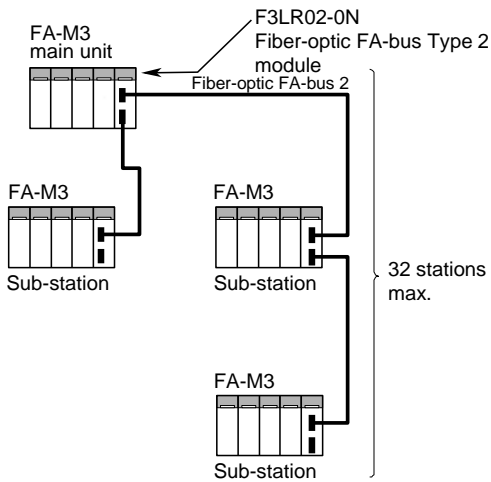 F3LR02-0N
FA-M3
main unit
Fiber-optic FA-bus Type 2
module
Fiber-optic FA-bus 2
FA-M3
FA-M3
Sub-station
Sub-station
32 stations
max.
FA-M3
Sub-station